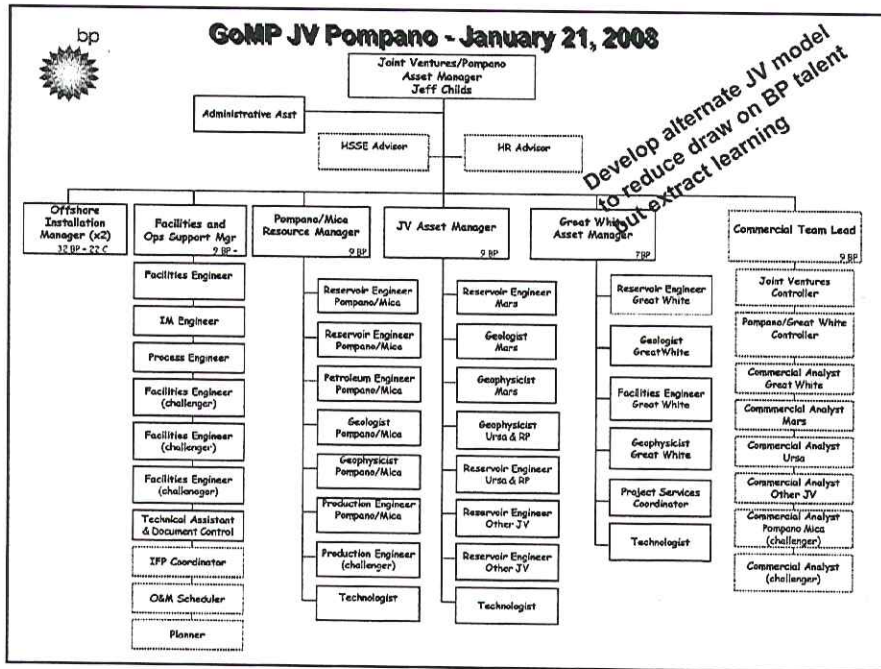 bp
GoMP JV Pompano - January 21, 2008
Joint Ventures/Pompano
Asset Manager
Jeff Childs
Develop alternate JV model
to reduce draw on BP talent
but extract learning
Administrative Asst
HSSE Advisor
HR Advisor
Offshore
Installation
Manager (x2)
32 BP - 22 C
Facilities and
Ops Support Mgr
9 BP -
Pompano/Mica
Resource Manager
9 BP
JV Asset Manager
9 BP
Great White
Asset Manager
7 BP
Commercial Team Lead
9 BP
Facilities Engineer
IM Engineer
Process Engineer
Facilities Engineer
(challenger)
Facilities Engineer
(challenger)
Facilities Engineer
(challanager)
Technical Assistant
& Document Control
IFP Coordinator
O&M Scheduler
Planner
Reservoir Engineer
Pompano/Mica
Reservoir Engineer
Pompano/Mica
Petroleum Engineer
Pompano/Mica
Geologist
Pompano/Mica
Geophysicist
Pompano/Mica
Production Engineer
Pompano/Mica
Production Engineer
(challenger)
Technologist
Reservoir Engineer
Mars
Geologist
Mars
Geophysicist
Mars
Geophysicist
Ursa & RP
Reservoir Engineer
Ursa & RP
Reservoir Engineer
Other JV
Reservoir Engineer
Other JV
Technologist
Reservoir Engineer
Great White
Geologist
GreatWhite
Facilities Engineer
Great White
Geophysicist
Great White
Project Services
Coordinator
Technologist
Joint Ventures
Controller
Pompano/Great White
Controller
Commercial Analyst
Great White
Commmercial Analyst
Mars
Commercial Analyst
Ursa
Commercial Analyst
Other JV
Commercial Analyst
Pompano Mica
(challenger)
Commercial Analyst
(challenger)